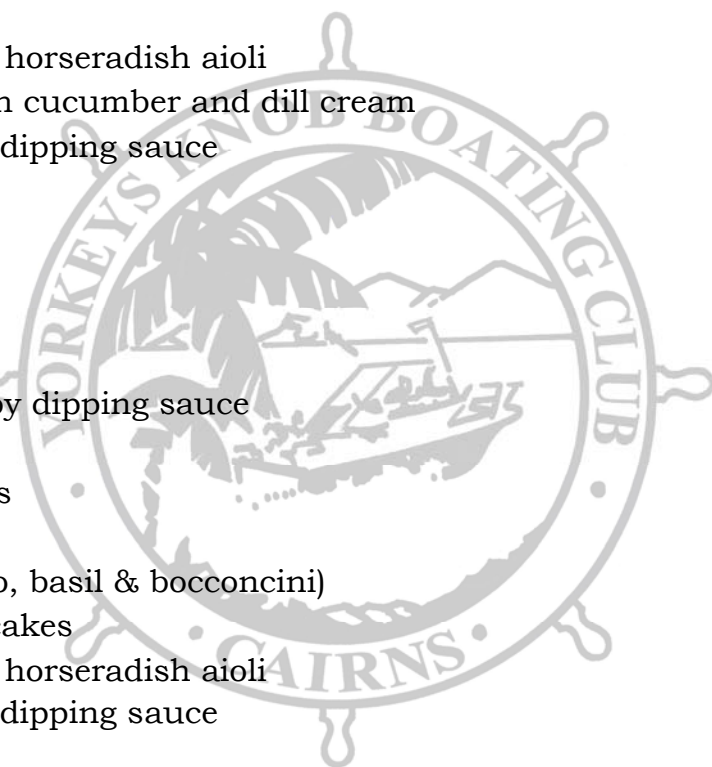 horseradish aioli
cucumber and dill cream
dipping sauce
YORKEYS KNOB BOATING CLUB
dipping sauce
basil & bocconcini)
horseradish aioli
dipping sauce
CAIRNS